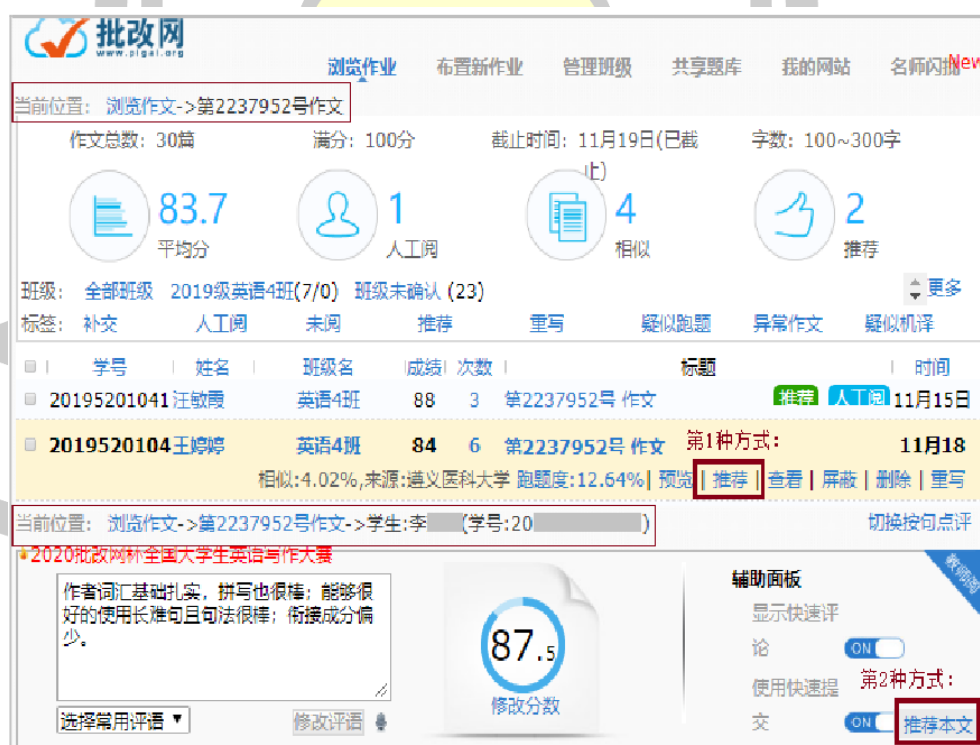 批改网
www.pigai.org
浏览作业 布置新作业 管理班级 共享题库 我的网站 名师闪批 New
当前位置: 浏览作文->第2237952号作文
作文总数: 30篇 满分: 100分 截止时间: 11月19日(已截止) 字数: 100~300字
83.7 1 4 2
平均分 人工阅 相似 推荐
班级: 全部班级 2019级英语4班(7/0) 班级未确认 (23) 更多
标签: 补交 人工阅 未阅 推荐 重写 疑似跑题 异常作文 疑似机译
学号 姓名 班级名 成绩 次数 标题 时间
20195201041 汪敏霞 英语4班 88 3 第2237952号 作文 推荐 人工阅 11月15日
2019520104 王婷婷 英语4班 84 6 第2237952号 作文 第1种方式: 11月18
相似:4.02%,来源:遵义医科大学 跑题度:12.64%| 预览 | 推荐 | 查看 | 屏蔽 | 删除 | 重写
当前位置: 浏览作文->第2237952号作文->学生:李 (学号:20 ) 切换按句点评
2020批改网杯全国大学生英语写作大赛
教师阅
作者词汇基础扎实，拼写也很棒；能够很
好的使用长难句且句法很棒；衔接成分偏
少。
选择常用评语 ▼ 修改评语
87.5
修改分数
辅助面板
显示快速评
论 ON
使用快速提 第2种方式:
交 ON 推荐本文